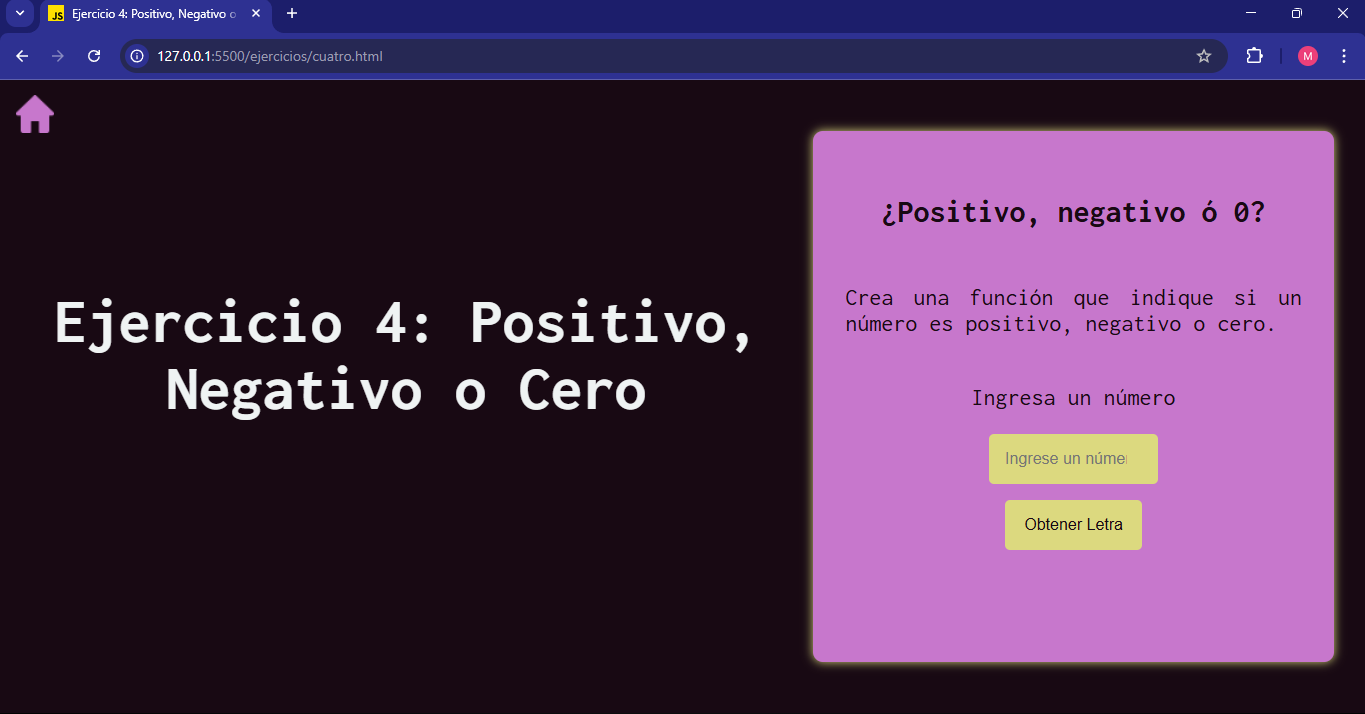 JS Ejercicio 4: Positivo, Negativo o
127.0.0.1:5500/ejercicios/cuatro.html
M
Ejercicio 4: Positivo,
Negativo o Cero
¿Positivo, negativo ó 0?
Crea una función que indique si un
número es positivo, negativo o cero.
Ingresa un número
Ingrese un núme
Obtener Letra